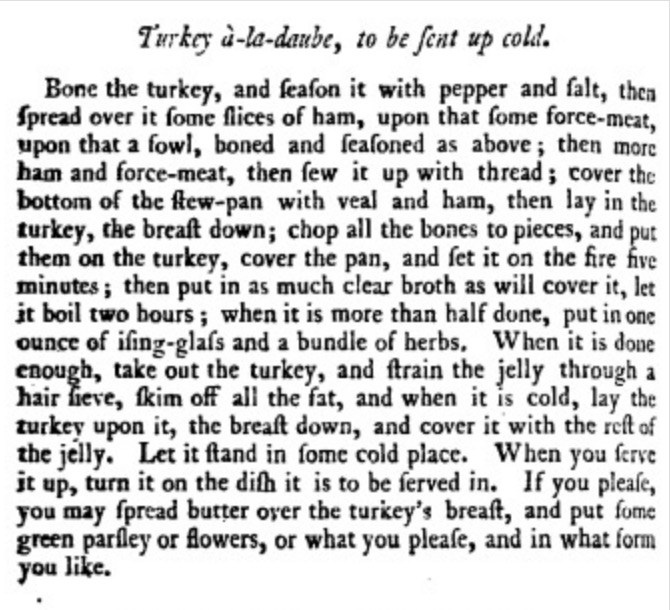 Turkey à-la-daube, to be ſent up cold.
Bone the turkey, and ſeaſon it with pepper and ſalt, then
ſpread over it ſome ſlices of ham, upon that ſome force-meat,
upon that a fowl, boned and ſeaſoned as above; then more
ham and force-meat, then ſew it up with thread; cover the
bottom of the ſtew-pan with veal and ham, then lay in the
turkey, the breaſt down; chop all the bones to pieces, and put
them on the turkey, cover the pan, and ſet it on the fire five
minutes; then put in as much clear broth as will cover it, let
it boil two hours; when it is more than half done, put in one
ounce of iſing-glaſs and a bundle of herbs. When it is done
enough, take out the turkey, and ſtrain the jelly through a
hair ſieve, ſkim off all the fat, and when it is cold, lay the
turkey upon it, the breaſt down, and cover it with the reſt of
the jelly. Let it ſtand in ſome cold place. When you ſerve
it up, turn it on the diſh it is to be ſerved in. If you pleaſe,
you may ſpread butter over the turkey's breaſt, and put ſome
green parſley or flowers, or what you pleaſe, and in what form
you like.